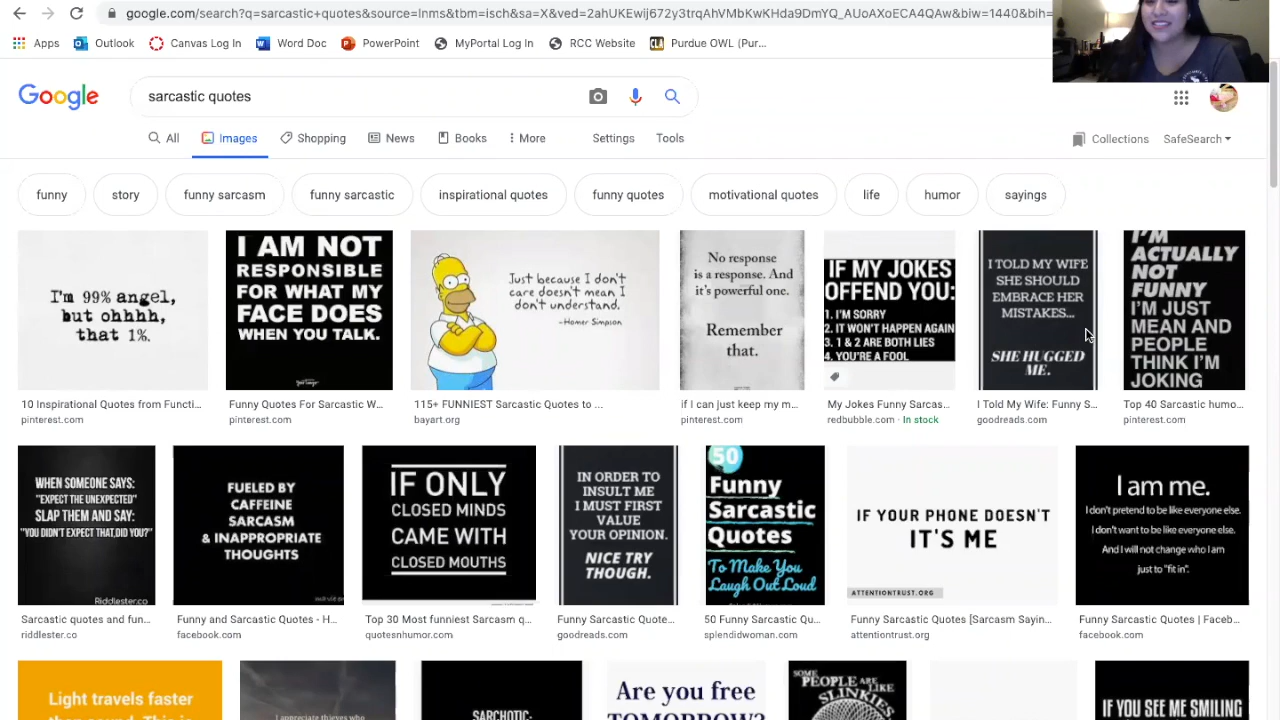 google.com/search?q=sarcastic+quotes&source=lnms&tbm=isch&sa=X&ved=2ahUKEwij672y3trqAhVMbKwKHda9DmYQ_AUoAXoECA4QAw&biw=1440&bih=
Apps Outlook Canvas Log In Word Doc PowerPoint MyPortal Log In RCC Website Purdue OWL (Pur...
Google
sarcastic quotes
All Images Shopping News Books More Settings Tools
Collections SafeSearch
funny story funny sarcasm funny sarcastic inspirational quotes funny quotes motivational quotes life humor sayings
I'm 99% angel,
but ohhhh,
that 1%.
10 Inspirational Quotes from Functi...
pinterest.com
I AM NOT
RESPONSIBLE
FOR WHAT MY
FACE DOES
WHEN YOU TALK.
Funny Quotes For Sarcastic W...
pinterest.com
Just because I don't
care doesn't mean I
don't understand.
-Homer Simpson
115+ FUNNIEST Sarcastic Quotes to ...
bayart.org
No response
is a response. And
it's powerful one.
Remember
that.
if I can just keep my m...
pinterest.com
IF MY JOKES
OFFEND YOU:
1. I'M SORRY
2. IT WON'T HAPPEN AGAIN
3. 1 & 2 ARE BOTH LIES
4. YOU'RE A FOOL
My Jokes Funny Sarcas...
redbubble.com · In stock
I TOLD MY WIFE
SHE SHOULD
EMBRACE HER
MISTAKES...
SHE HUGGED
ME.
I Told My Wife: Funny S...
goodreads.com
I'M
ACTUALLY
NOT
FUNNY
I'M JUST
MEAN AND
PEOPLE
THINK I'M
JOKING
Top 40 Sarcastic humo...
pinterest.com
WHEN SOMEONE SAYS:
"EXPECT THE UNEXPECTED"
SLAP THEM AND SAY:
"YOU DIDN'T EXPECT THAT,DID YOU?"
Riddlester.co
Sarcastic quotes and fun...
riddlester.co
FUELED BY
CAFFEINE
SARCASM
& INAPPROPRIATE
THOUGHTS
Funny and Sarcastic Quotes - H...
facebook.com
IF ONLY
CLOSED MINDS
CAME WITH
CLOSED MOUTHS
Top 30 Most funniest Sarcasm q...
quotesnhumor.com
IN ORDER TO
INSULT ME
I MUST FIRST
VALUE
YOUR OPINION.
NICE TRY
THOUGH.
Funny Sarcastic Quote...
goodreads.com
50
Funny
Sarcastic
Quotes
To Make You
Laugh Out Loud
50 Funny Sarcastic Qu...
splendidwoman.com
IF YOUR PHONE DOESN'T
IT'S ME
ATTENTIONTRUST.ORG
Funny Sarcastic Quotes [Sarcasm Sayin...
attentiontrust.org
I am me.
I don't pretend to be like everyone else.
I don't want to be like everyone else.
And I will not change who I am
just to "fit in".
Funny Sarcastic Quotes | Faceb...
facebook.com
Light travels faster
than sound. This is
I appreciate thieves who
SARCHOTIC:
Are you free
TOMORROW?
SOME
PEOPLE ARE
LIKE
SLINKIES
IF YOU SEE ME SMILING